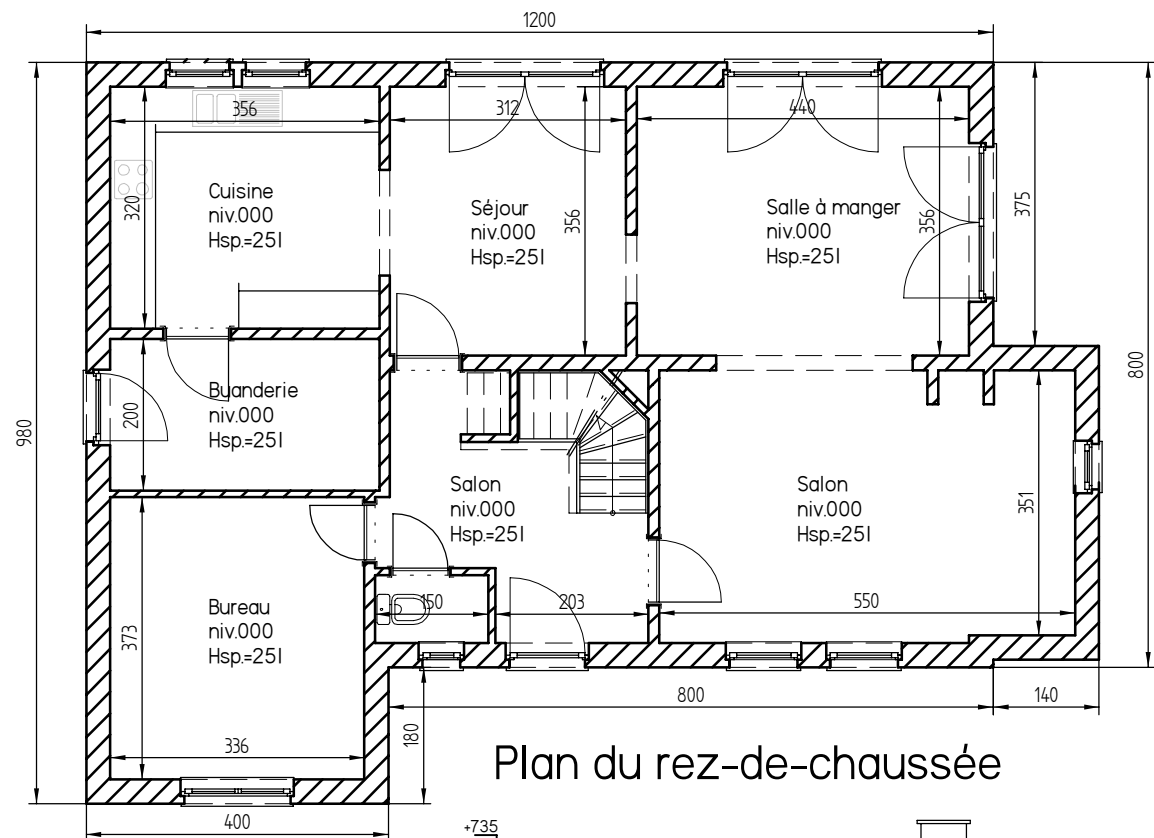 1200
356
312
440
Cuisine
niv.000
Hsp.=251
320
Séjour
niv.000
Hsp.=251
356
Salle à manger
niv.000
Hsp.=251
356
375
800
980
Buanderie
niv.000
Hsp.=251
200
Salon
niv.000
Hsp.=251
Salon
niv.000
Hsp.=251
351
Bureau
niv.000
Hsp.=251
373
150
203
550
336
180
800
140
Plan du rez-de-chaussée
400
+735